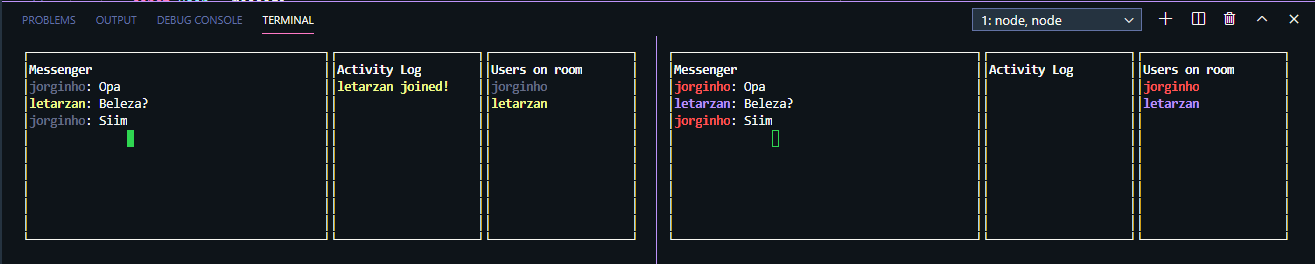 PROBLEMS OUTPUT DEBUG CONSOLE TERMINAL 1: node, node
Messenger
jorginho: Opa
letarzan: Beleza?
jorginho: Siim
Activity Log
letarzan joined!
Users on room
jorginho
letarzan
Messenger
jorginho: Opa
letarzan: Beleza?
jorginho: Siim
Activity Log
Users on room
jorginho
letarzan